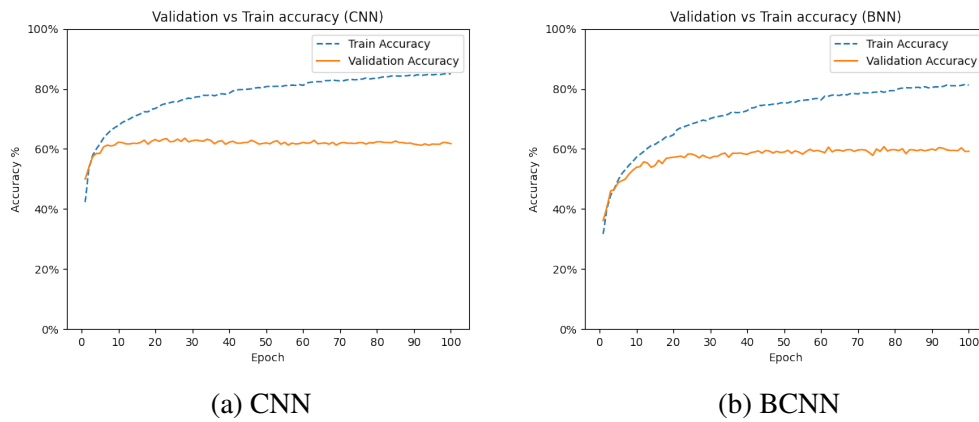 Validation vs Train accuracy (CNN)
100%
80%
60%
40%
20%
0%
Accuracy %
Train Accuracy
Validation Accuracy
0 10 20 30 40 50 60 70 80 90 100
Epoch
(a) CNN
Validation vs Train accuracy (BNN)
100%
80%
60%
40%
20%
0%
Accuracy %
Train Accuracy
Validation Accuracy
0 10 20 30 40 50 60 70 80 90 100
Epoch
(b) BCNN